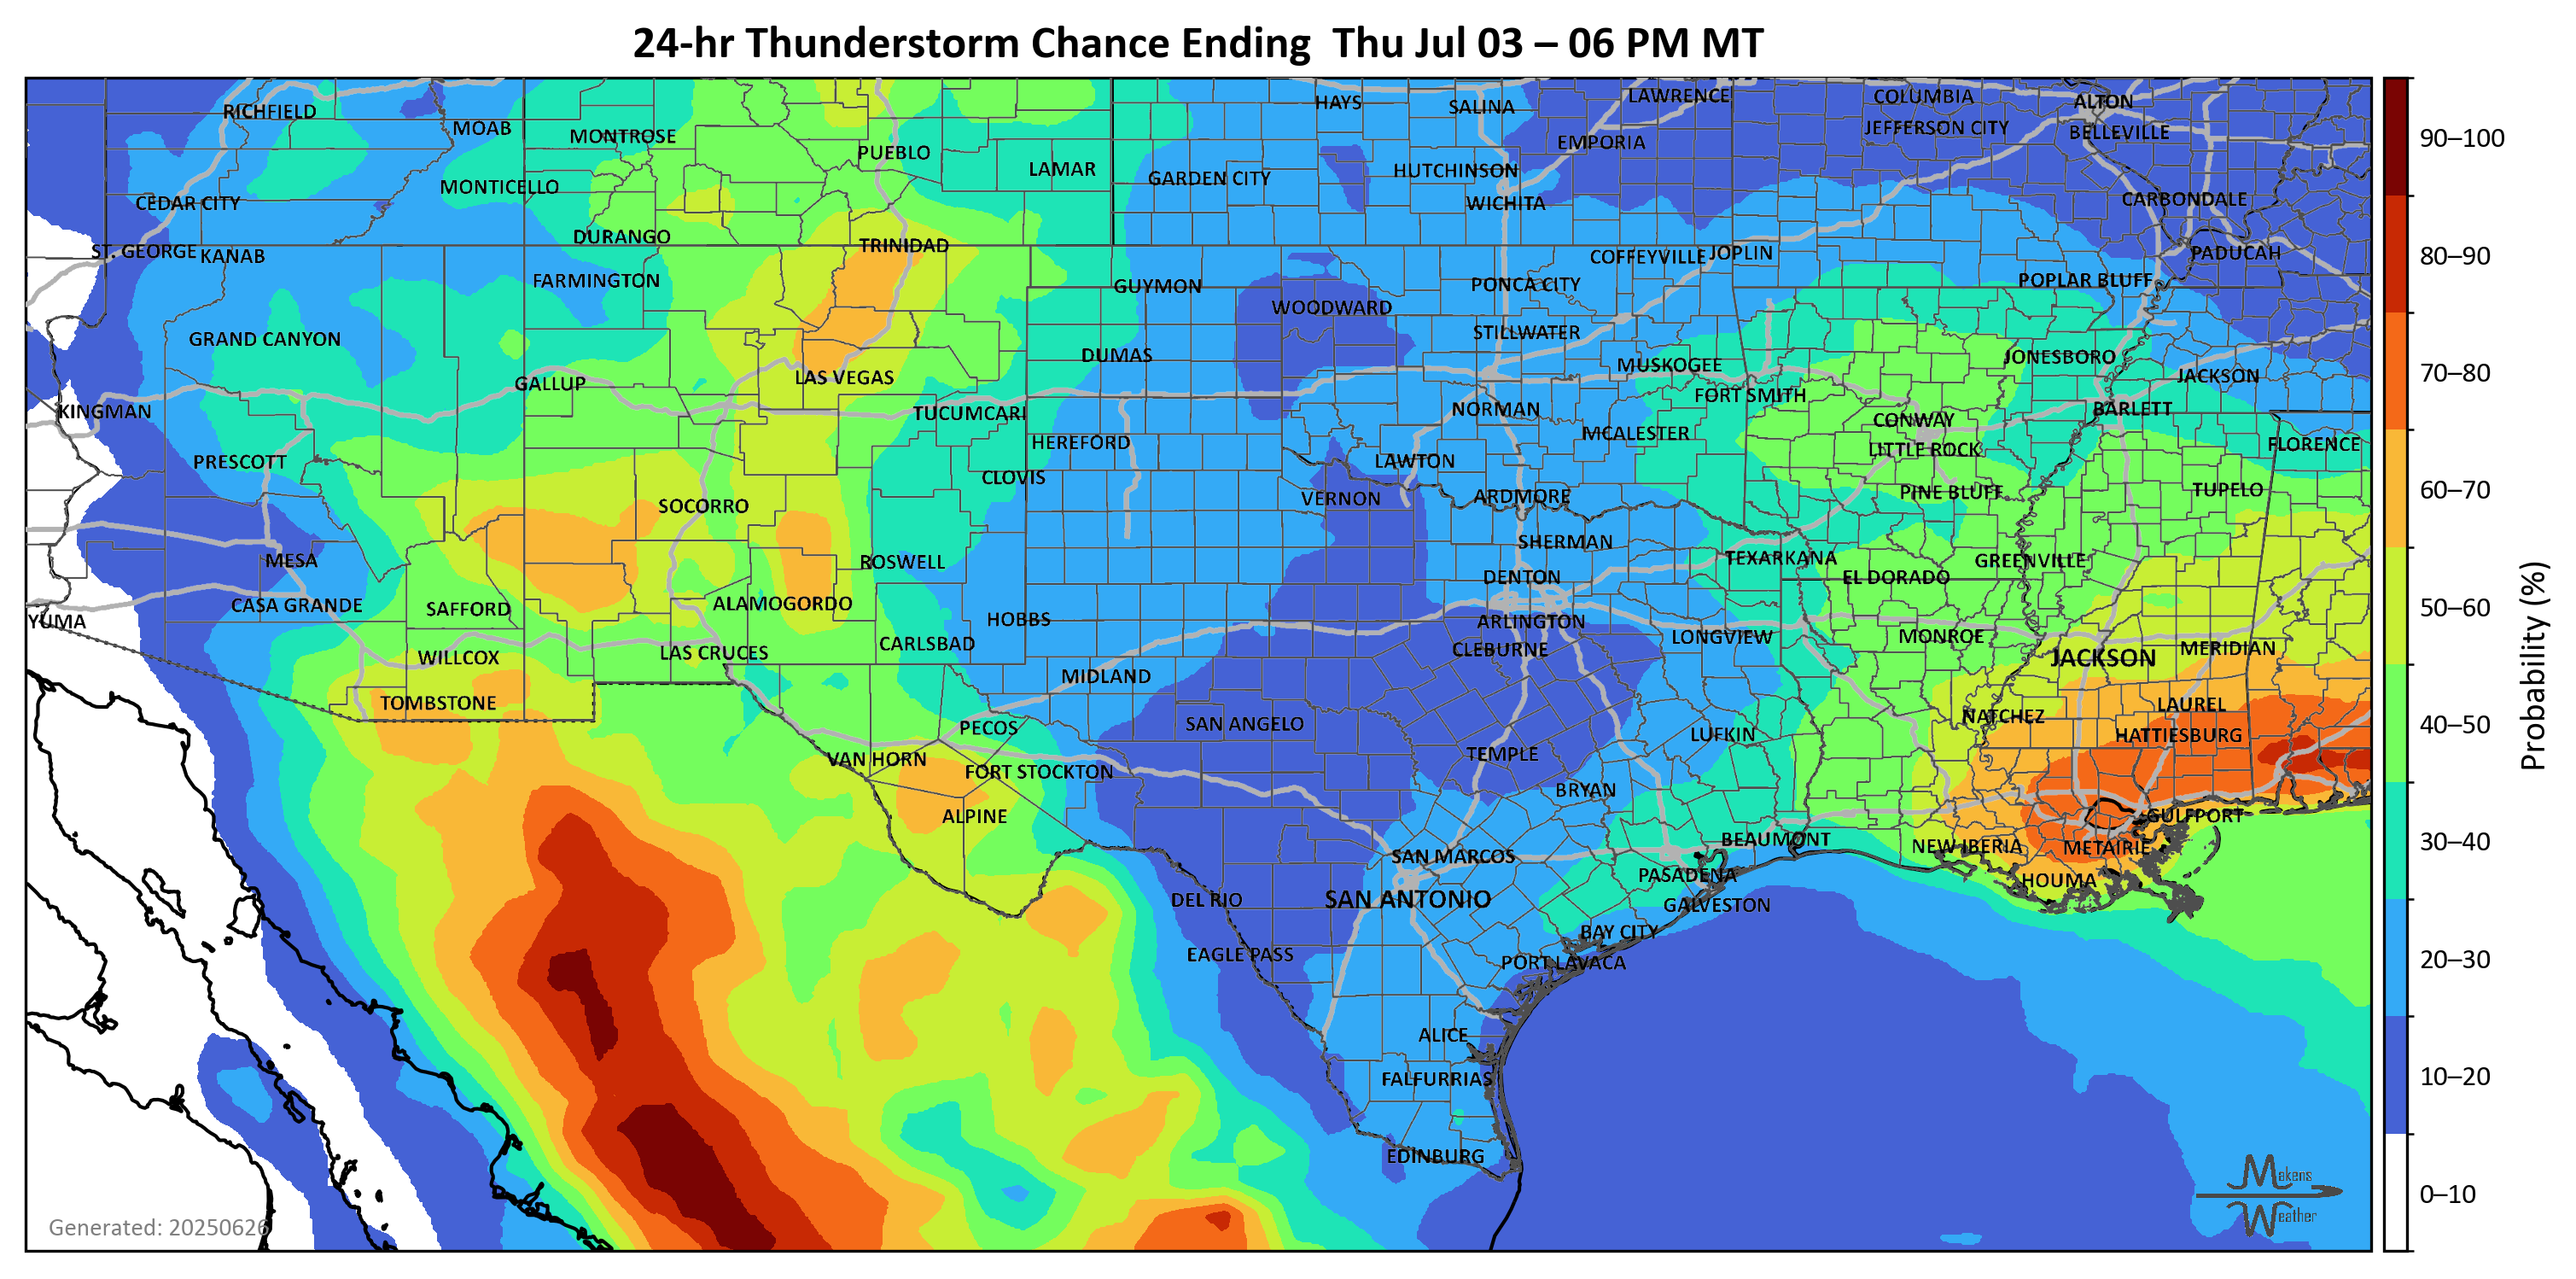 24-hr Thunderstorm Chance Ending  Thu Jul 03 – 06 PM MT
RICHFIELD
MOAB
MONTROSE
PUEBLO
LAMAR
HAYS
SALINA
LAWRENCE
COLUMBIA
ALTON
EMPORIA
JEFFERSON CITY
BELLEVILLE
CEDAR CITY
MONTICELLO
GARDEN CITY
HUTCHINSON
WICHITA
CARBONDALE
ST. GEORGE
KANAB
DURANGO
TRINIDAD
COFFEYVILLE
JOPLIN
PADUCAH
FARMINGTON
GUYMON
PONCA CITY
POPLAR BLUFF
WOODWARD
GRAND CANYON
STILLWATER
DUMAS
MUSKOGEE
JONESBORO
GALLUP
LAS VEGAS
JACKSON
KINGMAN
TUCUMCARI
NORMAN
FORT SMITH
BARLETT
CONWAY
PRESCOTT
HEREFORD
LAWTON
MCALESTER
LITTLE ROCK
FLORENCE
CLOVIS
VERNON
ARDMORE
PINE BLUFF
TUPELO
SOCORRO
MESA
ROSWELL
SHERMAN
TEXARKANA
GREENVILLE
DENTON
EL DORADO
CASA GRANDE
SAFFORD
ALAMOGORDO
YUMA
HOBBS
ARLINGTON
LONGVIEW
MONROE
WILLCOX
LAS CRUCES
CARLSBAD
CLEBURNE
JACKSON
MERIDIAN
MIDLAND
TOMBSTONE
LAUREL
PECOS
SAN ANGELO
LUFKIN
NATCHEZ
HATTIESBURG
VAN HORN
FORT STOCKTON
TEMPLE
BRYAN
ALPINE
GULFPORT
SAN MARCOS
BEAUMONT
NEW IBERIA
METAIRIE
PASADENA
HOUMA
DEL RIO
SAN ANTONIO
GALVESTON
BAY CITY
EAGLE PASS
PORT LAVACA
ALICE
FALFURRIAS
EDINBURG
Generated: 20250626
Makens
Weather
90–100
80–90
70–80
60–70
50–60
40–50
30–40
20–30
10–20
0–10
Probability (%)